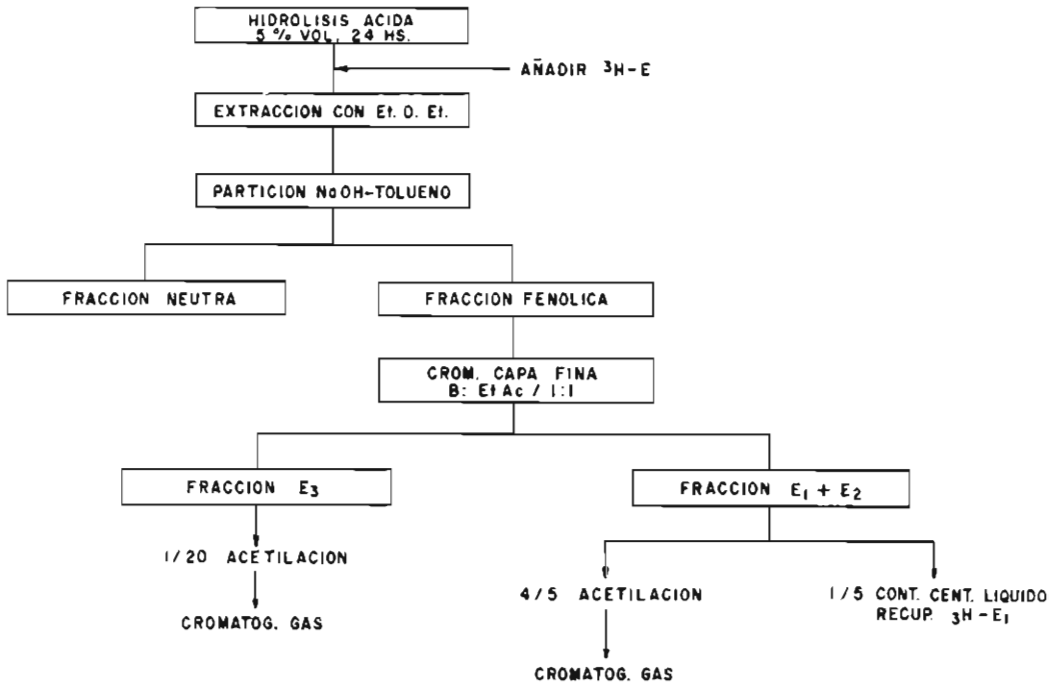 HIDROLISIS ACIDA
5 % VOL, 24 HS.
AÑADIR ³H-E
EXTRACCION CON Et. O. Et.
PARTICION NaOH-TOLUENO
FRACCION NEUTRA
FRACCION FENOLICA
CROM. CAPA FINA
B: EtAc / 1:1
FRACCION E₃
FRACCION E₁ + E₂
1/20 ACETILACION
CROMATOG. GAS
4/5 ACETILACION
1/5 CONT. CENT. LIQUIDO
RECUP. ₃H-E₁
CROMATOG. GAS